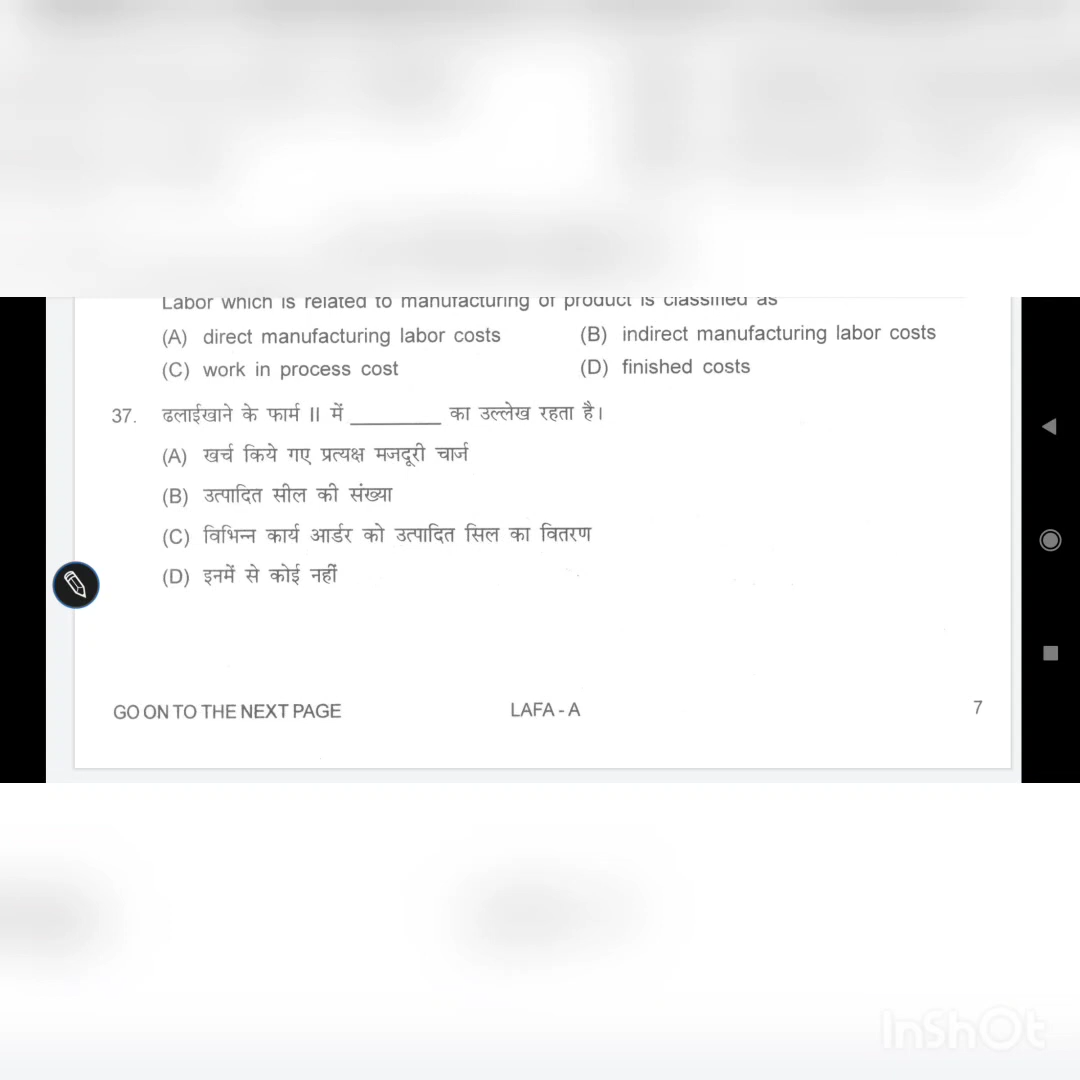 Labor which is related to manufacturing of product is classified as
(A) direct manufacturing labor costs (B) indirect manufacturing labor costs
(C) work in process cost (D) finished costs
37. ढलाईखाने के फार्म II में ________ का उल्लेख रहता है।
(A) खर्च किये गए प्रत्यक्ष मजदूरी चार्ज
(B) उत्पादित सील की संख्या
(C) विभिन्न कार्य आर्डर को उत्पादित सिल का वितरण
(D) इनमें से कोई नहीं
GO ON TO THE NEXT PAGE LAFA - A 7
InShOt